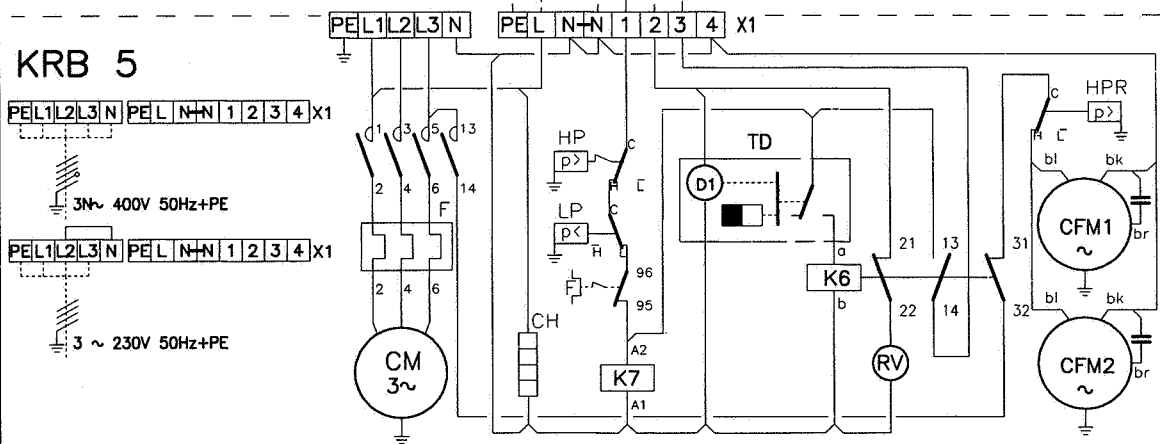 PE L1 L2 L3 N PE L N N 1 2 3 4 X1
KRB 5
PE L1 L2 L3 N PE L N N 1 2 3 4 X1
3N~ 400V 50Hz+PE
PE L1 L2 L3 N PE L N N 1 2 3 4 X1
3 ~ 230V 50Hz+PE
1 3 5 13
2 4 6 14
F
2 4 6
CM
3~
CH
HP
p>
C
H L
LP
p<
C
H L
F
96
95
A2
K7
A1
TD
D1
a
K6
b
21 13 31
22 14 32
RV
C
HPR
p>
H L
bl bk
CFM1
~
br
bl bk
CFM2
~
br